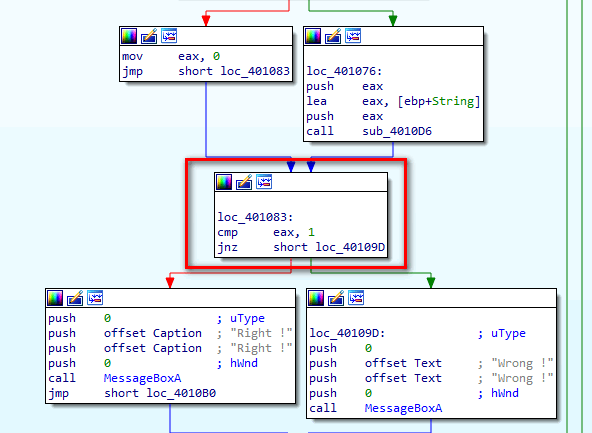 mov     eax, 0
jmp     short loc_401083
loc_401076:
push    eax
lea     eax, [ebp+String]
push    eax
call    sub_4010D6
loc_401083:
cmp     eax, 1
jnz     short loc_40109D
push    0               ; uType
push    offset Caption  ; "Right !"
push    offset Caption  ; "Right !"
push    0               ; hWnd
call    MessageBoxA
jmp     short loc_4010B0
loc_40109D:             ; uType
push    0
push    offset Text     ; "Wrong !"
push    offset Text     ; "Wrong !"
push    0               ; hWnd
call    MessageBoxA